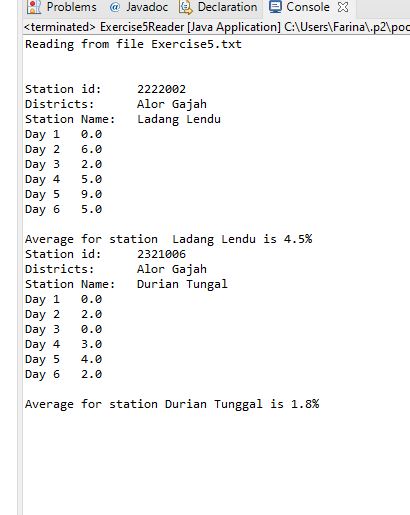 Problems @ Javadoc Declaration Console
<terminated> Exercise5Reader [Java Application] C:\Users\Farina\.p2\poo
Reading from file Exercise5.txt
Station id: 2222002
Districts: Alor Gajah
Station Name: Ladang Lendu
Day 1 0.0
Day 2 6.0
Day 3 2.0
Day 4 5.0
Day 5 9.0
Day 6 5.0
Average for station Ladang Lendu is 4.5%
Station id: 2321006
Districts: Alor Gajah
Station Name: Durian Tungal
Day 1 0.0
Day 2 2.0
Day 3 0.0
Day 4 3.0
Day 5 4.0
Day 6 2.0
Average for station Durian Tunggal is 1.8%